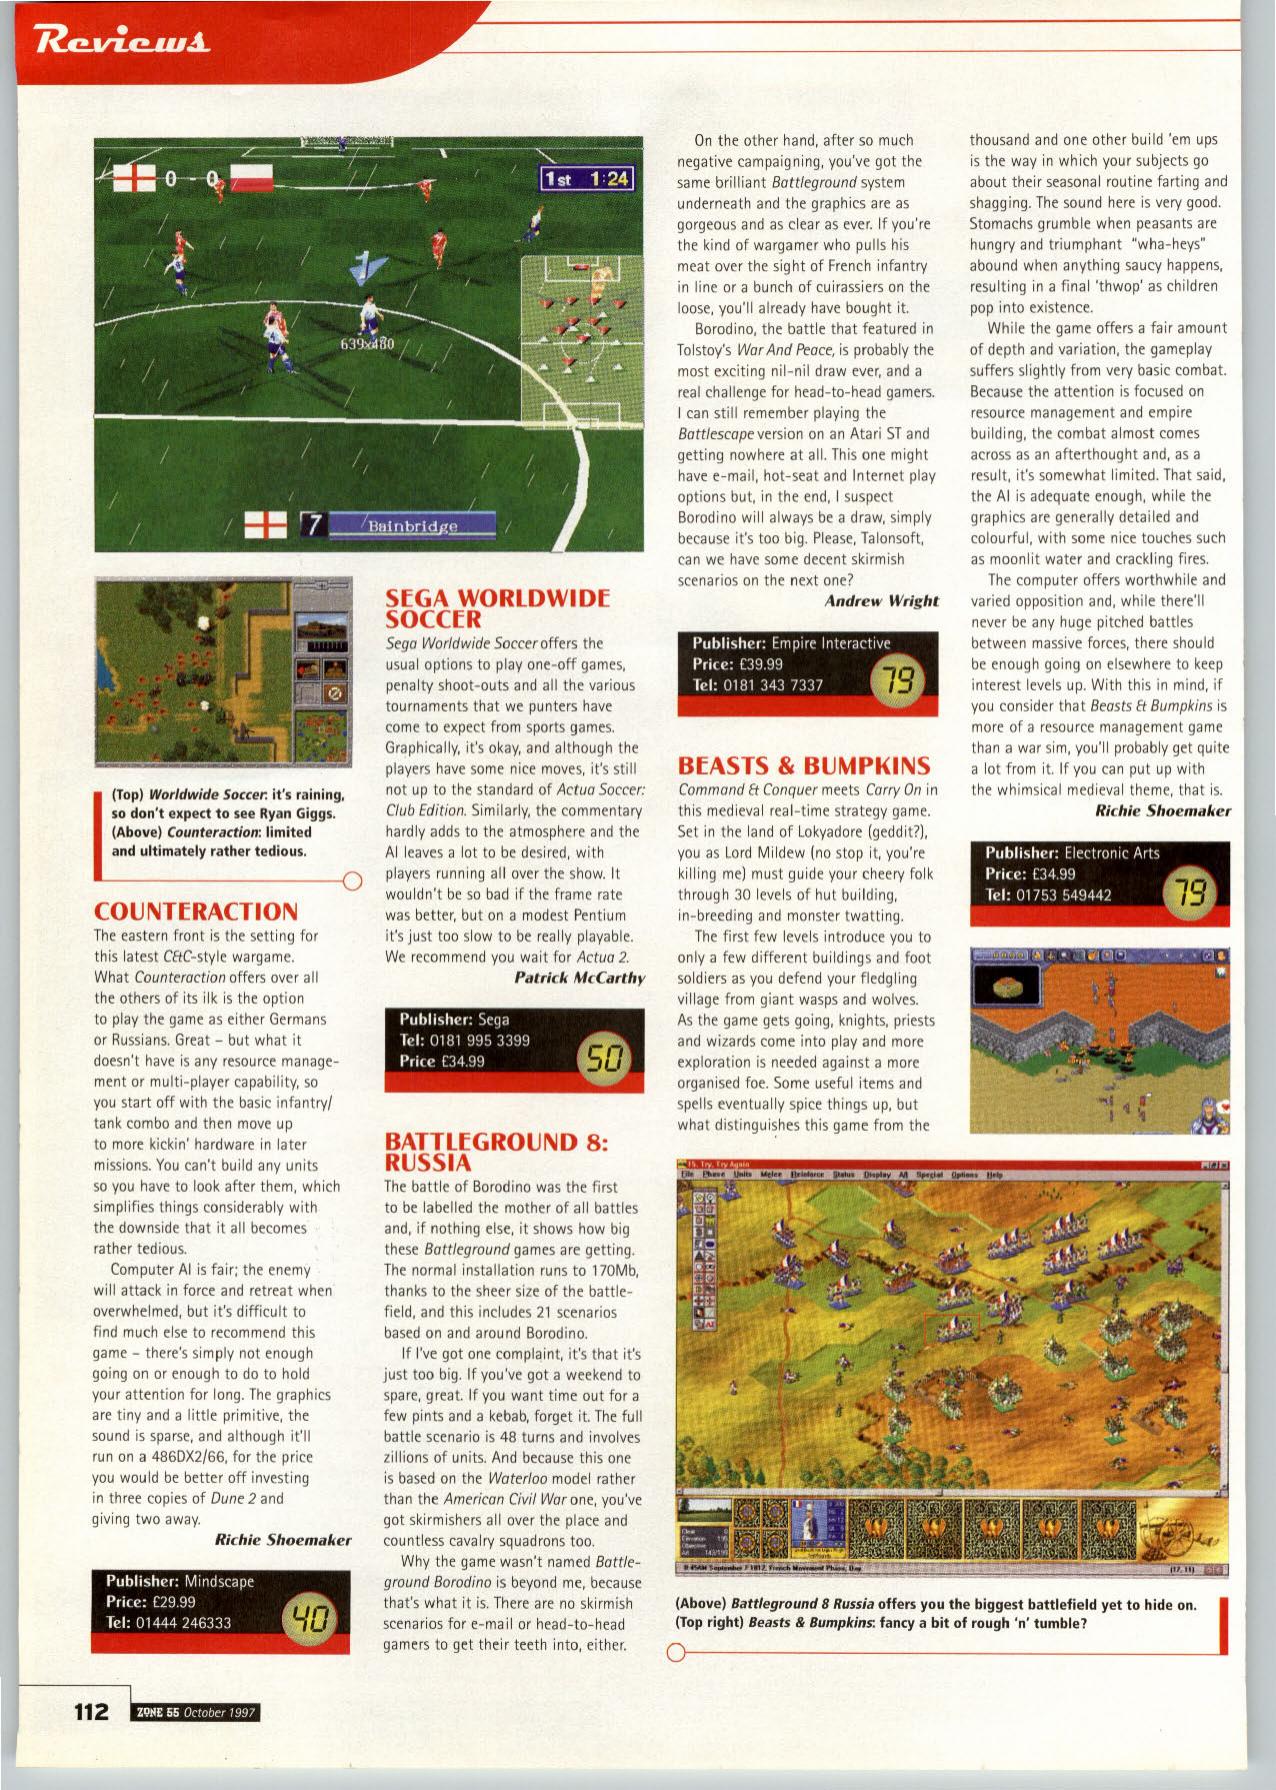 Reviews
0 - 0
1st 1:24
1
639x480
7 Bainbridge
(Top) Worldwide Soccer: it's raining,
so don't expect to see Ryan Giggs.
(Above) Counteraction: limited
and ultimately rather tedious.
COUNTERACTION
The eastern front is the setting for
this latest C&C-style wargame.
What Counteraction offers over all
the others of its ilk is the option
to play the game as either Germans
or Russians. Great – but what it
doesn't have is any resource manage-
ment or multi-player capability, so
you start off with the basic infantry/
tank combo and then move up
to more kickin' hardware in later
missions. You can't build any units
so you have to look after them, which
simplifies things considerably with
the downside that it all becomes
rather tedious.
Computer AI is fair; the enemy
will attack in force and retreat when
overwhelmed, but it's difficult to
find much else to recommend this
game – there's simply not enough
going on or enough to do to hold
your attention for long. The graphics
are tiny and a little primitive, the
sound is sparse, and although it'll
run on a 486DX2/66, for the price
you would be better off investing
in three copies of Dune 2 and
giving two away.
Richie Shoemaker
Publisher: Mindscape
Price: £29.99
Tel: 01444 246333
40
SEGA WORLDWIDE
SOCCER
Sega Worldwide Soccer offers the
usual options to play one-off games,
penalty shoot-outs and all the various
tournaments that we punters have
come to expect from sports games.
Graphically, it's okay, and although the
players have some nice moves, it's still
not up to the standard of Actua Soccer:
Club Edition. Similarly, the commentary
hardly adds to the atmosphere and the
AI leaves a lot to be desired, with
players running all over the show. It
wouldn't be so bad if the frame rate
was better, but on a modest Pentium
it's just too slow to be really playable.
We recommend you wait for Actua 2.
Patrick McCarthy
Publisher: Sega
Tel: 0181 995 3399
Price £34.99
50
BATTLEGROUND 8:
RUSSIA
The battle of Borodino was the first
to be labelled the mother of all battles
and, if nothing else, it shows how big
these Battleground games are getting.
The normal installation runs to 170Mb,
thanks to the sheer size of the battle-
field, and this includes 21 scenarios
based on and around Borodino.
If I've got one complaint, it's that it's
just too big. If you've got a weekend to
spare, great. If you want time out for a
few pints and a kebab, forget it. The full
battle scenario is 48 turns and involves
zillions of units. And because this one
is based on the Waterloo model rather
than the American Civil War one, you've
got skirmishers all over the place and
countless cavalry squadrons too.
Why the game wasn't named Battle-
ground Borodino is beyond me, because
that's what it is. There are no skirmish
scenarios for e-mail or head-to-head
gamers to get their teeth into, either.
On the other hand, after so much
negative campaigning, you've got the
same brilliant Battleground system
underneath and the graphics are as
gorgeous and as clear as ever. If you're
the kind of wargamer who pulls his
meat over the sight of French infantry
in line or a bunch of cuirassiers on the
loose, you'll already have bought it.
Borodino, the battle that featured in
Tolstoy's War And Peace, is probably the
most exciting nil-nil draw ever, and a
real challenge for head-to-head gamers.
I can still remember playing the
Battlescape version on an Atari ST and
getting nowhere at all. This one might
have e-mail, hot-seat and Internet play
options but, in the end, I suspect
Borodino will always be a draw, simply
because it's too big. Please, Talonsoft,
can we have some decent skirmish
scenarios on the next one?
Andrew Wright
Publisher: Empire Interactive
Price: £39.99
Tel: 0181 343 7337
79
BEASTS & BUMPKINS
Command & Conquer meets Carry On in
this medieval real-time strategy game.
Set in the land of Lokyadore (geddit?),
you as Lord Mildew (no stop it, you're
killing me) must guide your cheery folk
through 30 levels of hut building,
in-breeding and monster twatting.
The first few levels introduce you to
only a few different buildings and foot
soldiers as you defend your fledgling
village from giant wasps and wolves.
As the game gets going, knights, priests
and wizards come into play and more
exploration is needed against a more
organised foe. Some useful items and
spells eventually spice things up, but
what distinguishes this game from the
thousand and one other build 'em ups
is the way in which your subjects go
about their seasonal routine farting and
shagging. The sound here is very good.
Stomachs grumble when peasants are
hungry and triumphant "wha-heys"
abound when anything saucy happens,
resulting in a final 'thwop' as children
pop into existence.
While the game offers a fair amount
of depth and variation, the gameplay
suffers slightly from very basic combat.
Because the attention is focused on
resource management and empire
building, the combat almost comes
across as an afterthought and, as a
result, it's somewhat limited. That said,
the AI is adequate enough, while the
graphics are generally detailed and
colourful, with some nice touches such
as moonlit water and crackling fires.
The computer offers worthwhile and
varied opposition and, while there'll
never be any huge pitched battles
between massive forces, there should
be enough going on elsewhere to keep
interest levels up. With this in mind, if
you consider that Beasts & Bumpkins is
more of a resource management game
than a war sim, you'll probably get quite
a lot from it. If you can put up with
the whimsical medieval theme, that is.
Richie Shoemaker
Publisher: Electronic Arts
Price: £34.99
Tel: 01753 549442
79
15. Try, Try Again
File Phase Units Melee Reinforce Status Display A/I Special Options Help
September 7 1812, French Movement Phase, Day
(Above) Battleground 8 Russia offers you the biggest battlefield yet to hide on.
(Top right) Beasts & Bumpkins: fancy a bit of rough 'n' tumble?
112
ZONE 55 October 1997